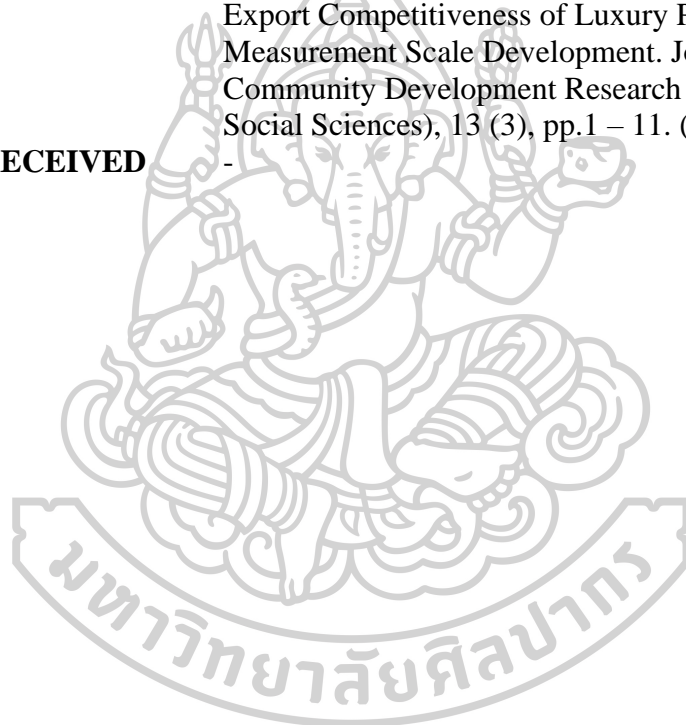 Export Competitiveness of Luxury
Measurement Scale Development.
Community Development Research
Social Sciences), 13 (3), pp.1 – 11. (
ECEIVED -
มหาวิทยาลัยศิลปากร